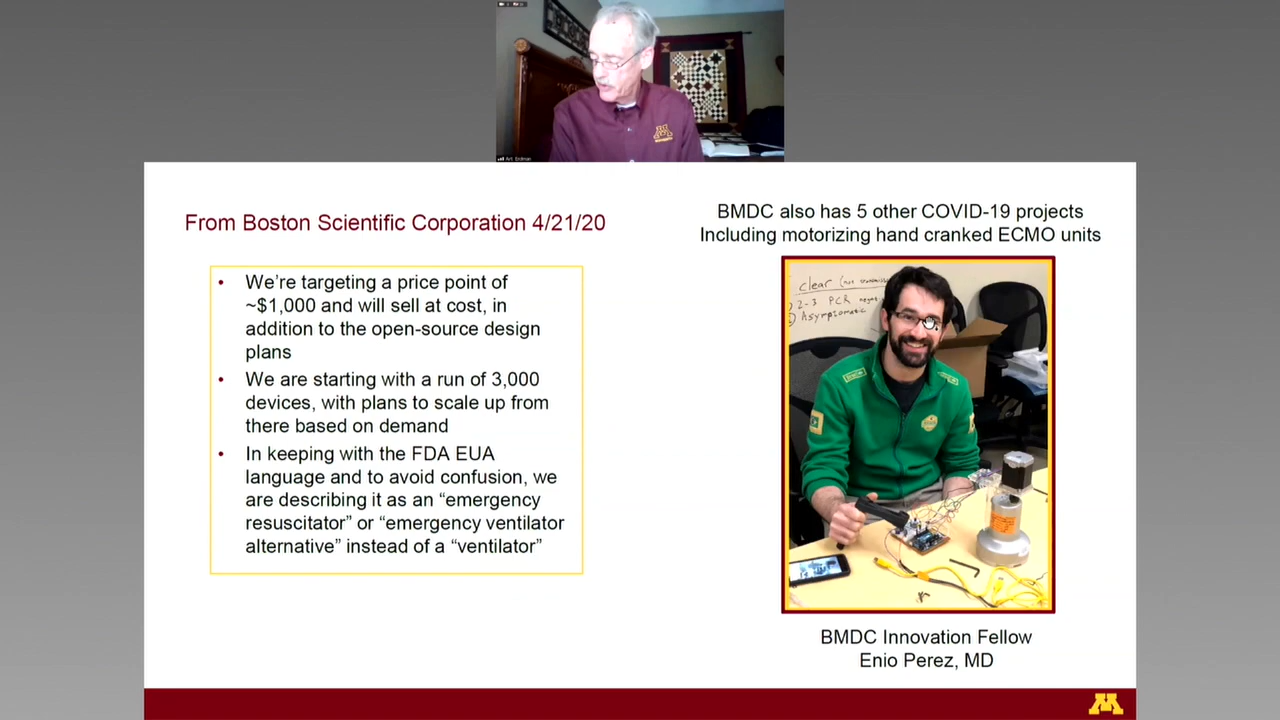 Art Erdman
From Boston Scientific Corporation 4/21/20
• We're targeting a price point of
~$1,000 and will sell at cost, in
addition to the open-source design
plans
• We are starting with a run of 3,000
devices, with plans to scale up from
there based on demand
• In keeping with the FDA EUA
language and to avoid confusion, we
are describing it as an “emergency
resuscitator” or “emergency ventilator
alternative” instead of a “ventilator”
BMDC also has 5 other COVID-19 projects
Including motorizing hand cranked ECMO units
clear (not
2-3 PCR
Asymptomatic
BMDC Innovation Fellow
Enio Perez, MD
M